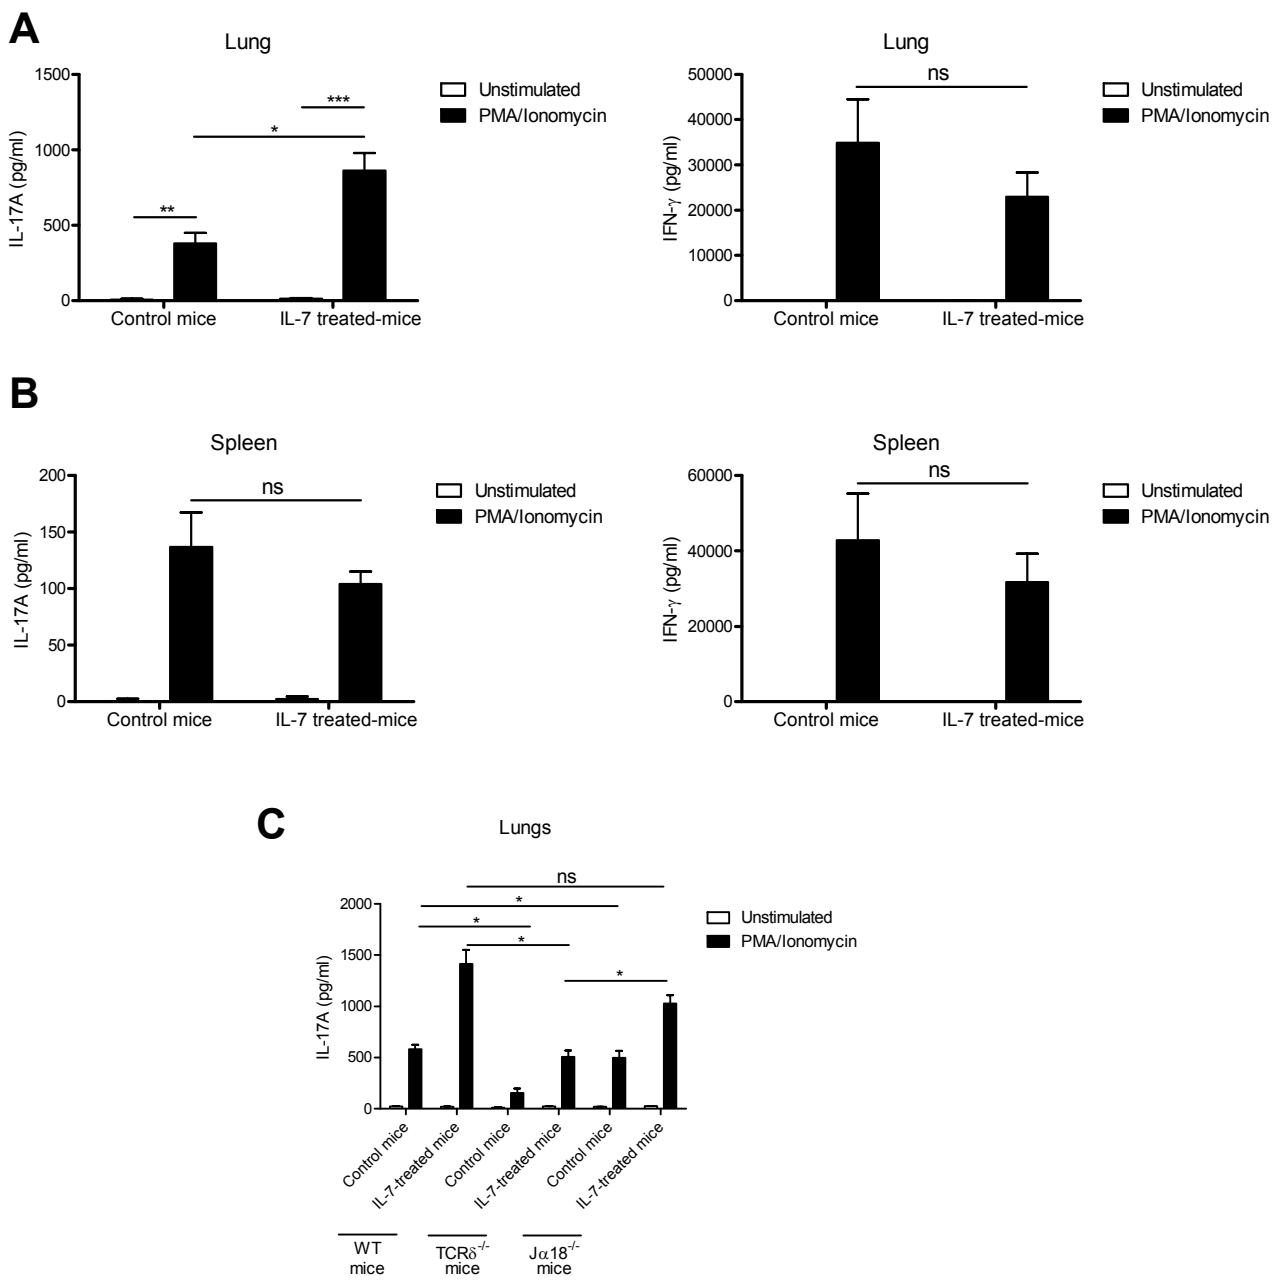 A
Lung
1500
1000
500
0
IL-17A (pg/ml)
**
*
***
Control mice
IL-7 treated-mice
Unstimulated
PMA/Ionomycin
Lung
50000
40000
30000
20000
10000
0
IFN-γ (pg/ml)
ns
Control mice
IL-7 treated-mice
Unstimulated
PMA/Ionomycin
B
Spleen
200
150
100
50
0
IL-17A (pg/ml)
ns
Control mice
IL-7 treated-mice
Unstimulated
PMA/Ionomycin
Spleen
60000
40000
20000
0
IFN-γ (pg/ml)
ns
Control mice
IL-7 treated-mice
Unstimulated
PMA/Ionomycin
C
Lungs
2000
1500
1000
500
0
IL-17A (pg/ml)
ns
*
*
*
*
Unstimulated
PMA/Ionomycin
Control mice
IL-7-treated mice
Control mice
IL-7-treated mice
Control mice
IL-7-treated mice
WT
mice
TCRδ-/-
mice
Jα18-/-
mice